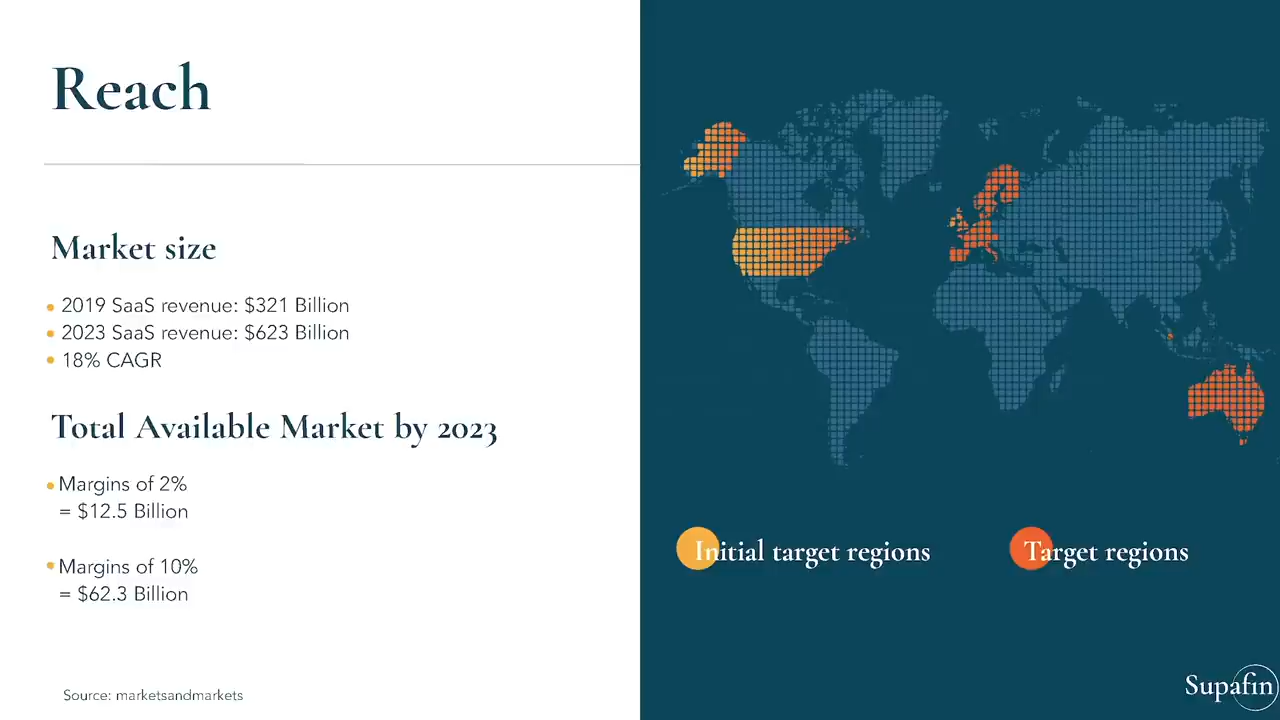 Reach
Market size
2019 SaaS revenue: $321 Billion
2023 SaaS revenue: $623 Billion
18% CAGR
Total Available Market by 2023
Margins of 2%
= $12.5 Billion
Margins of 10%
= $62.3 Billion
Source: marketsandmarkets
Initial target regions
Target regions
Supafin